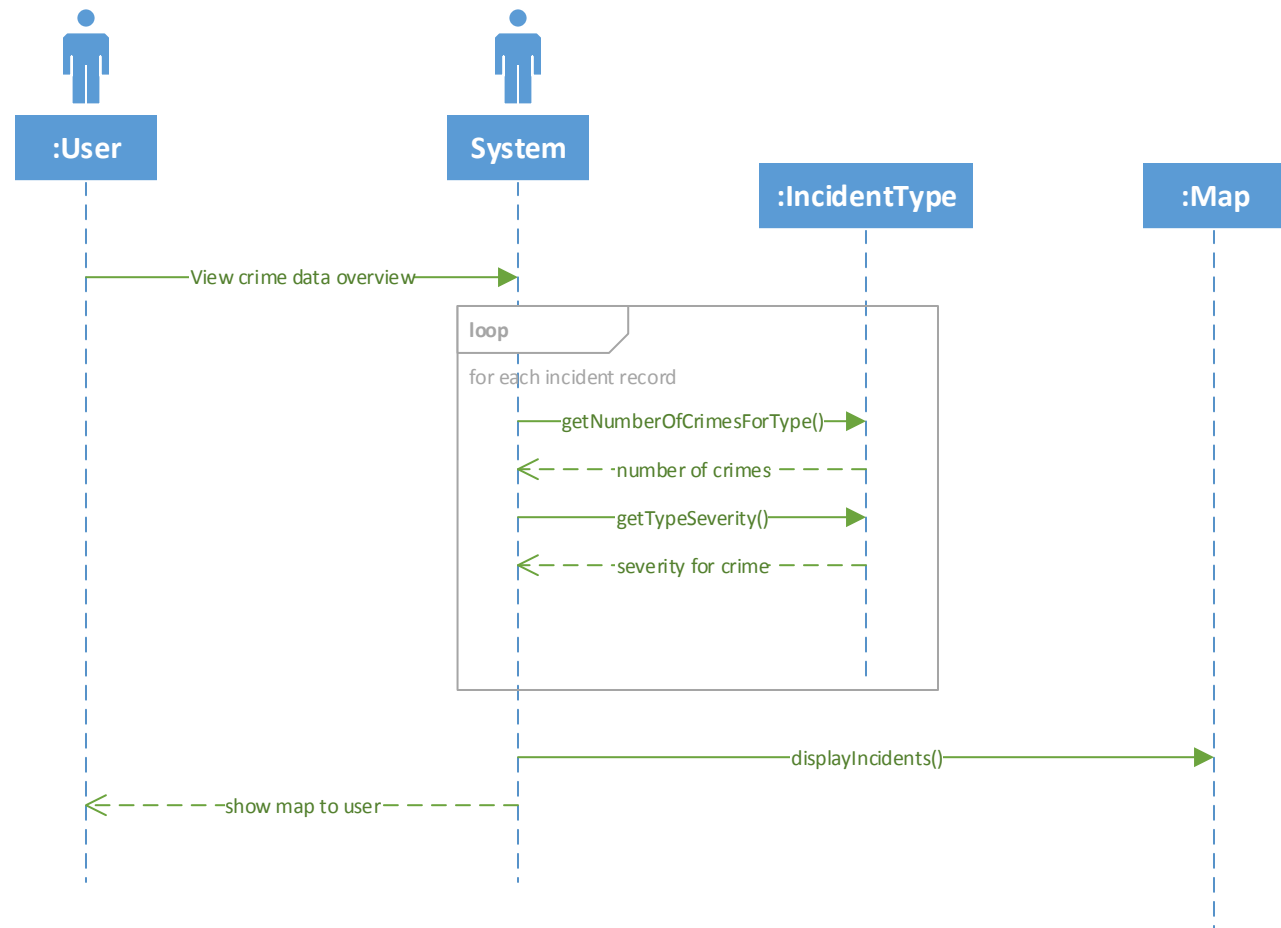 :User
System
:IncidentType
:Map
View crime data overview
loop
for each incident record
getNumberOfCrimesForType()
number of crimes
getTypeSeverity()
severity for crime
displayIncidents()
show map to user